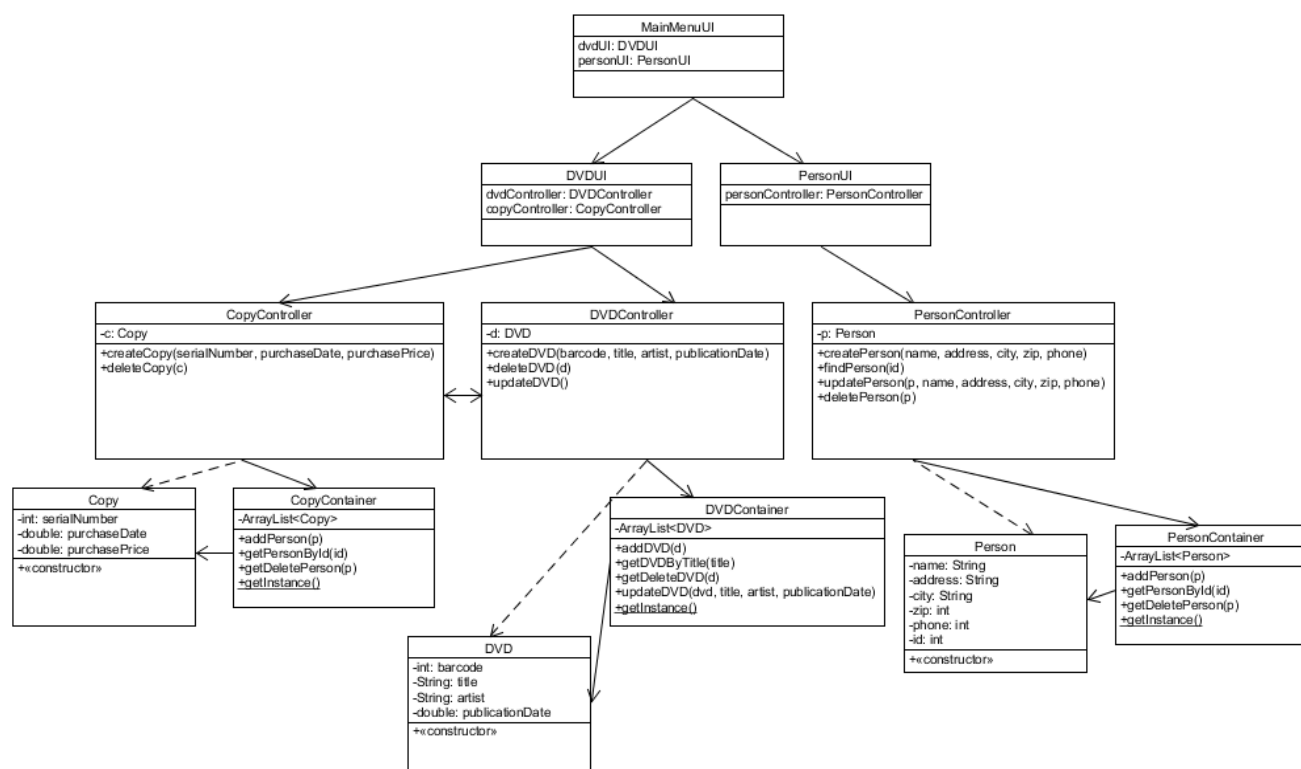 MainMenuUI
dvdUI: DVDUI
personUI: PersonUI
DVDUI
dvdController: DVDController
copyController: CopyController
PersonUI
personController: PersonController
CopyController
-c: Copy
+createCopy(serialNumber, purchaseDate, purchasePrice)
+deleteCopy(c)
DVDController
-d: DVD
+createDVD(barcode, title, artist, publicationDate)
+deleteDVD(d)
+updateDVD()
PersonController
-p: Person
+createPerson(name, address, city, zip, phone)
+findPerson(id)
+updatePerson(p, name, address, city, zip, phone)
+deletePerson(p)
Copy
-int: serialNumber
-double: purchaseDate
-double: purchasePrice
+«constructor»
CopyContainer
-ArrayList<Copy>
+addPerson(p)
+getPersonById(id)
+getDeletePerson(p)
+getInstance()
DVDContainer
-ArrayList<DVD>
+addDVD(d)
+getDVDByTitle(title)
+getDeleteDVD(d)
+updateDVD(dvd, title, artist, publicationDate)
+getInstance()
Person
-name: String
-address: String
-city: String
-zip: int
-phone: int
-id: int
+«constructor»
PersonContainer
-ArrayList<Person>
+addPerson(p)
+getPersonById(id)
+getDeletePerson(p)
+getInstance()
DVD
-int: barcode
-String: title
-String: artist
-double: publicationDate
+«constructor»